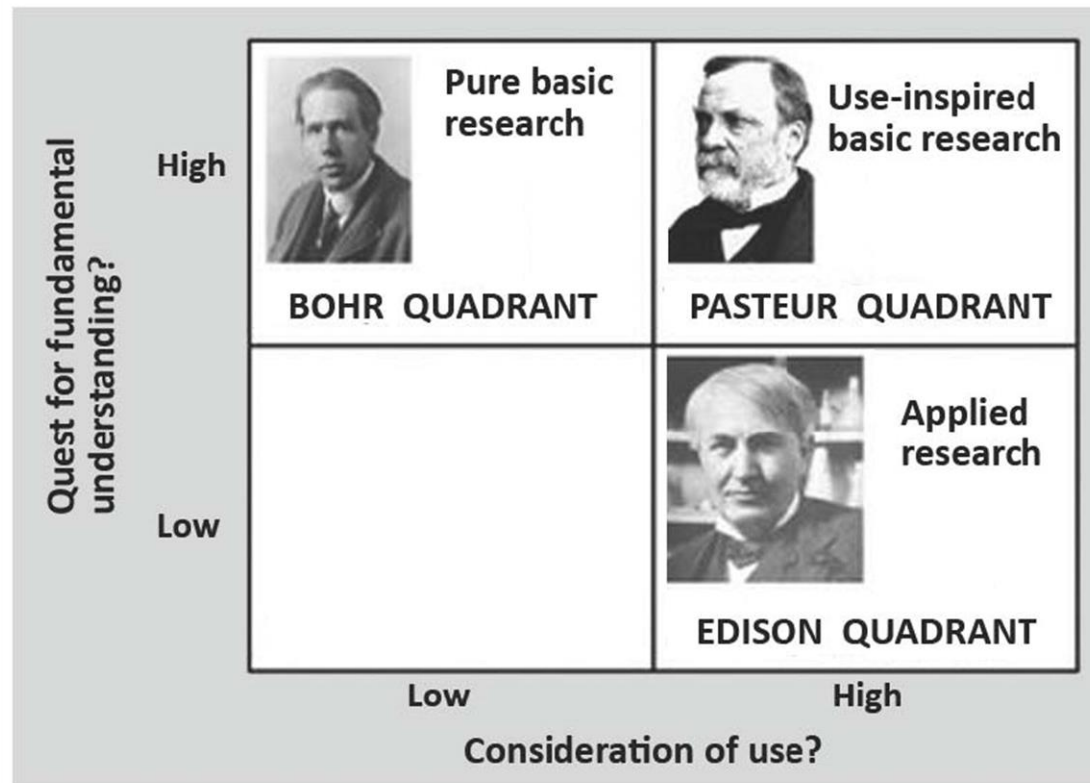 Quest for fundamental
understanding?
High
Pure basic
research
BOHR QUADRANT
Use-inspired
basic research
PASTEUR QUADRANT
Low
Applied
research
EDISON QUADRANT
Low
High
Consideration of use?